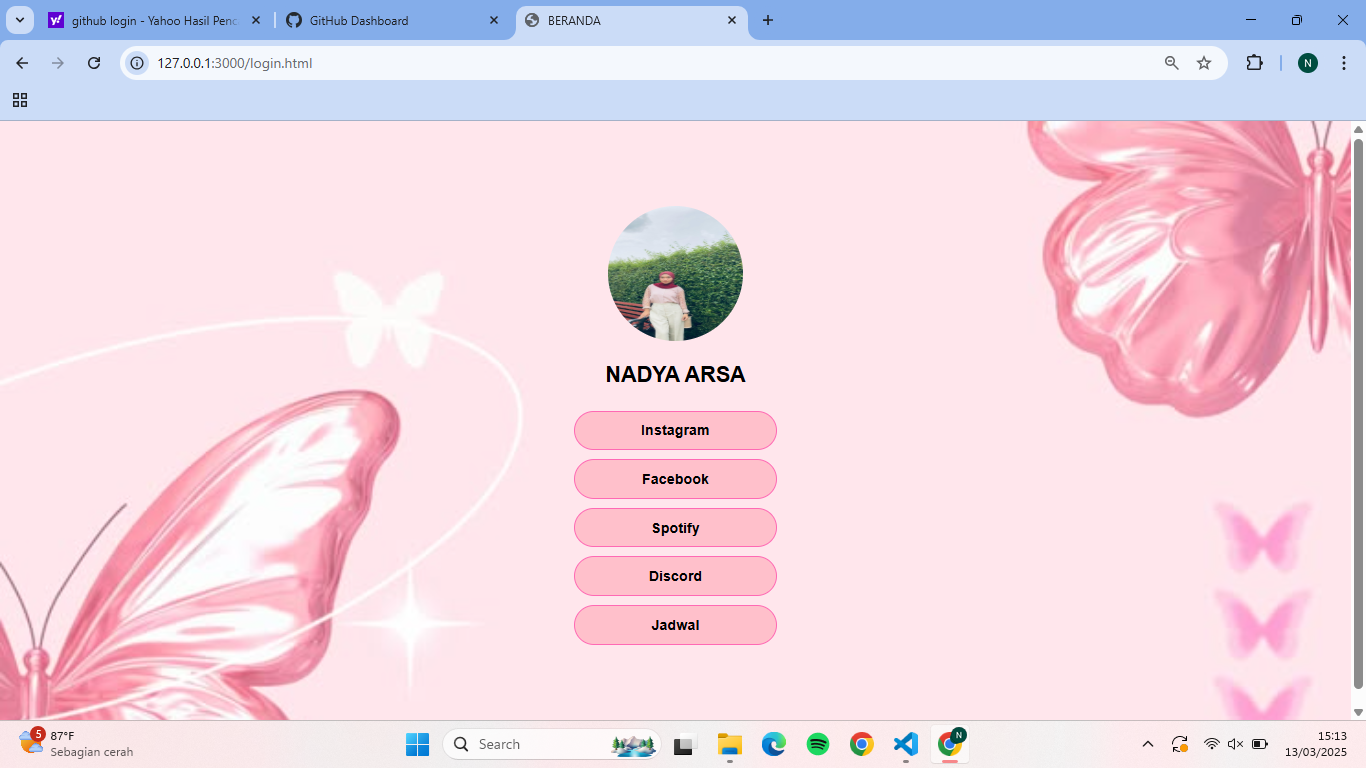 github login - Yahoo Hasil Penc
GitHub Dashboard
BERANDA
127.0.0.1:3000/login.html
N
NADYA ARSA
Instagram
Facebook
Spotify
Discord
Jadwal
5
87°F
Sebagian cerah
Search
N
15:13
13/03/2025